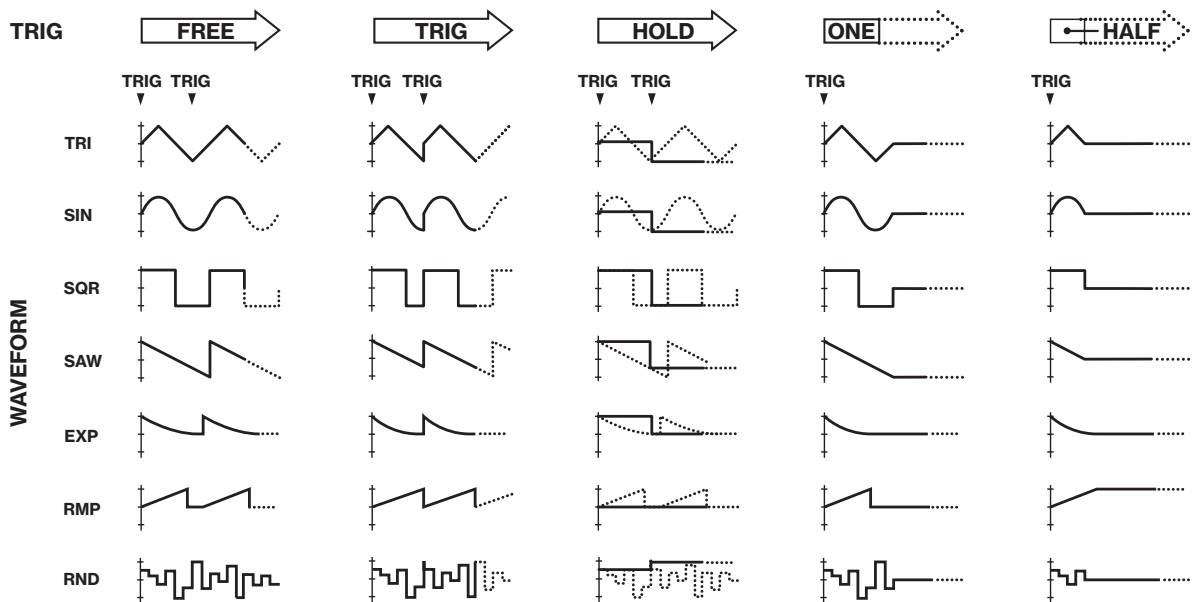 TRIG FREE TRIG HOLD ONE HALF
TRIG TRIG TRIG TRIG TRIG TRIG TRIG TRIG
TRI
SIN
SQR
SAW
EXP
RMP
RND
WAVEFORM